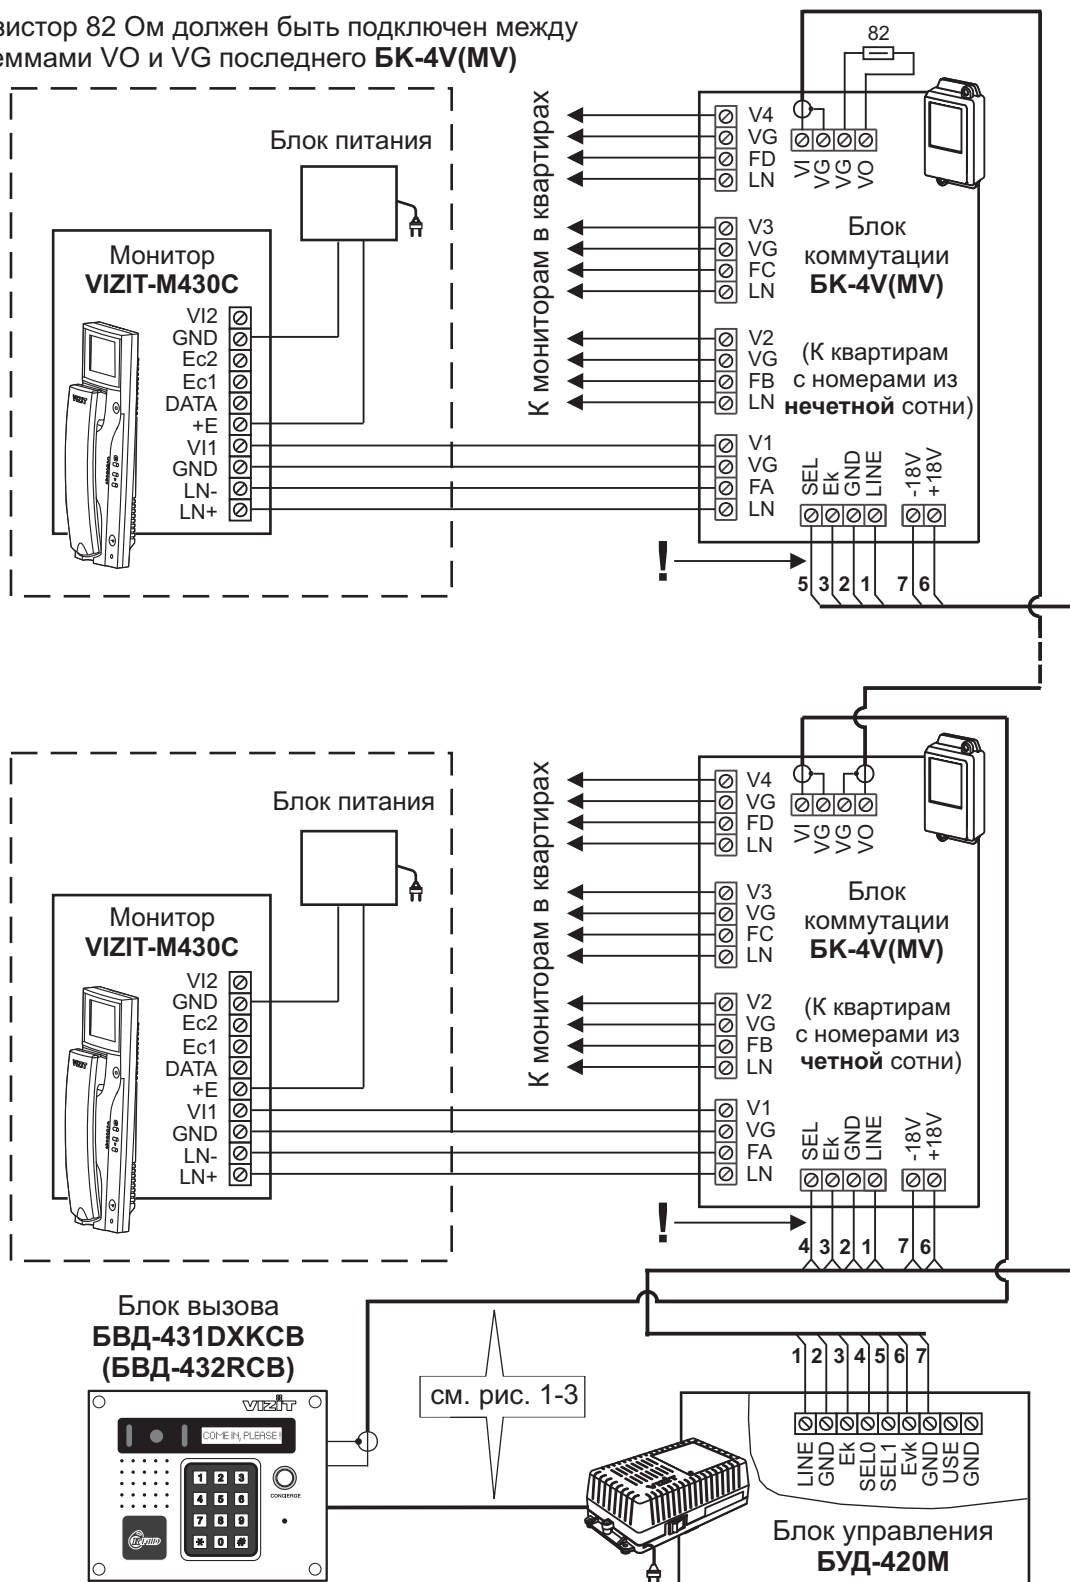 зистор 82 Ом должен быть подключен между
еммами VO и VG последнего БК-4V(MV)
82
Блок питания
Монитор
VIZIT-M430C
VI2
GND
Ec2
Ec1
DATA
+E
VI1
GND
LN-
LN+
К мониторам в квартирах
V4
VG
FD
LN
V3
VG
FC
LN
V2
VG
FB
LN
V1
VG
FA
LN
VI
VG
VG
VO
Блок
коммутации
БК-4V(MV)
(К квартирам
с номерами из
нечетной сотни)
SEL
Ek
GND
LINE
-18V
+18V
!
5 3 2 1 7 6
Блок питания
Монитор
VIZIT-M430C
VI2
GND
Ec2
Ec1
DATA
+E
VI1
GND
LN-
LN+
К мониторам в квартирах
V4
VG
FD
LN
V3
VG
FC
LN
V2
VG
FB
LN
V1
VG
FA
LN
VI
VG
VG
VO
Блок
коммутации
БК-4V(MV)
(К квартирам
с номерами из
четной сотни)
SEL
Ek
GND
LINE
-18V
+18V
!
4 3 2 1 7 6
Блок вызова
БВД-431DXKCB
(БВД-432RCB)
VIZIT
COME IN, PLEASE !
1 2 3
4 5 6
7 8 9
* 0 #
CONCIERGE
см. рис. 1-3
1 2 3 4 5 6 7
LINE
GND
Ek
SEL0
SEL1
Evk
GND
USE
GND
Блок управления
БУД-420М